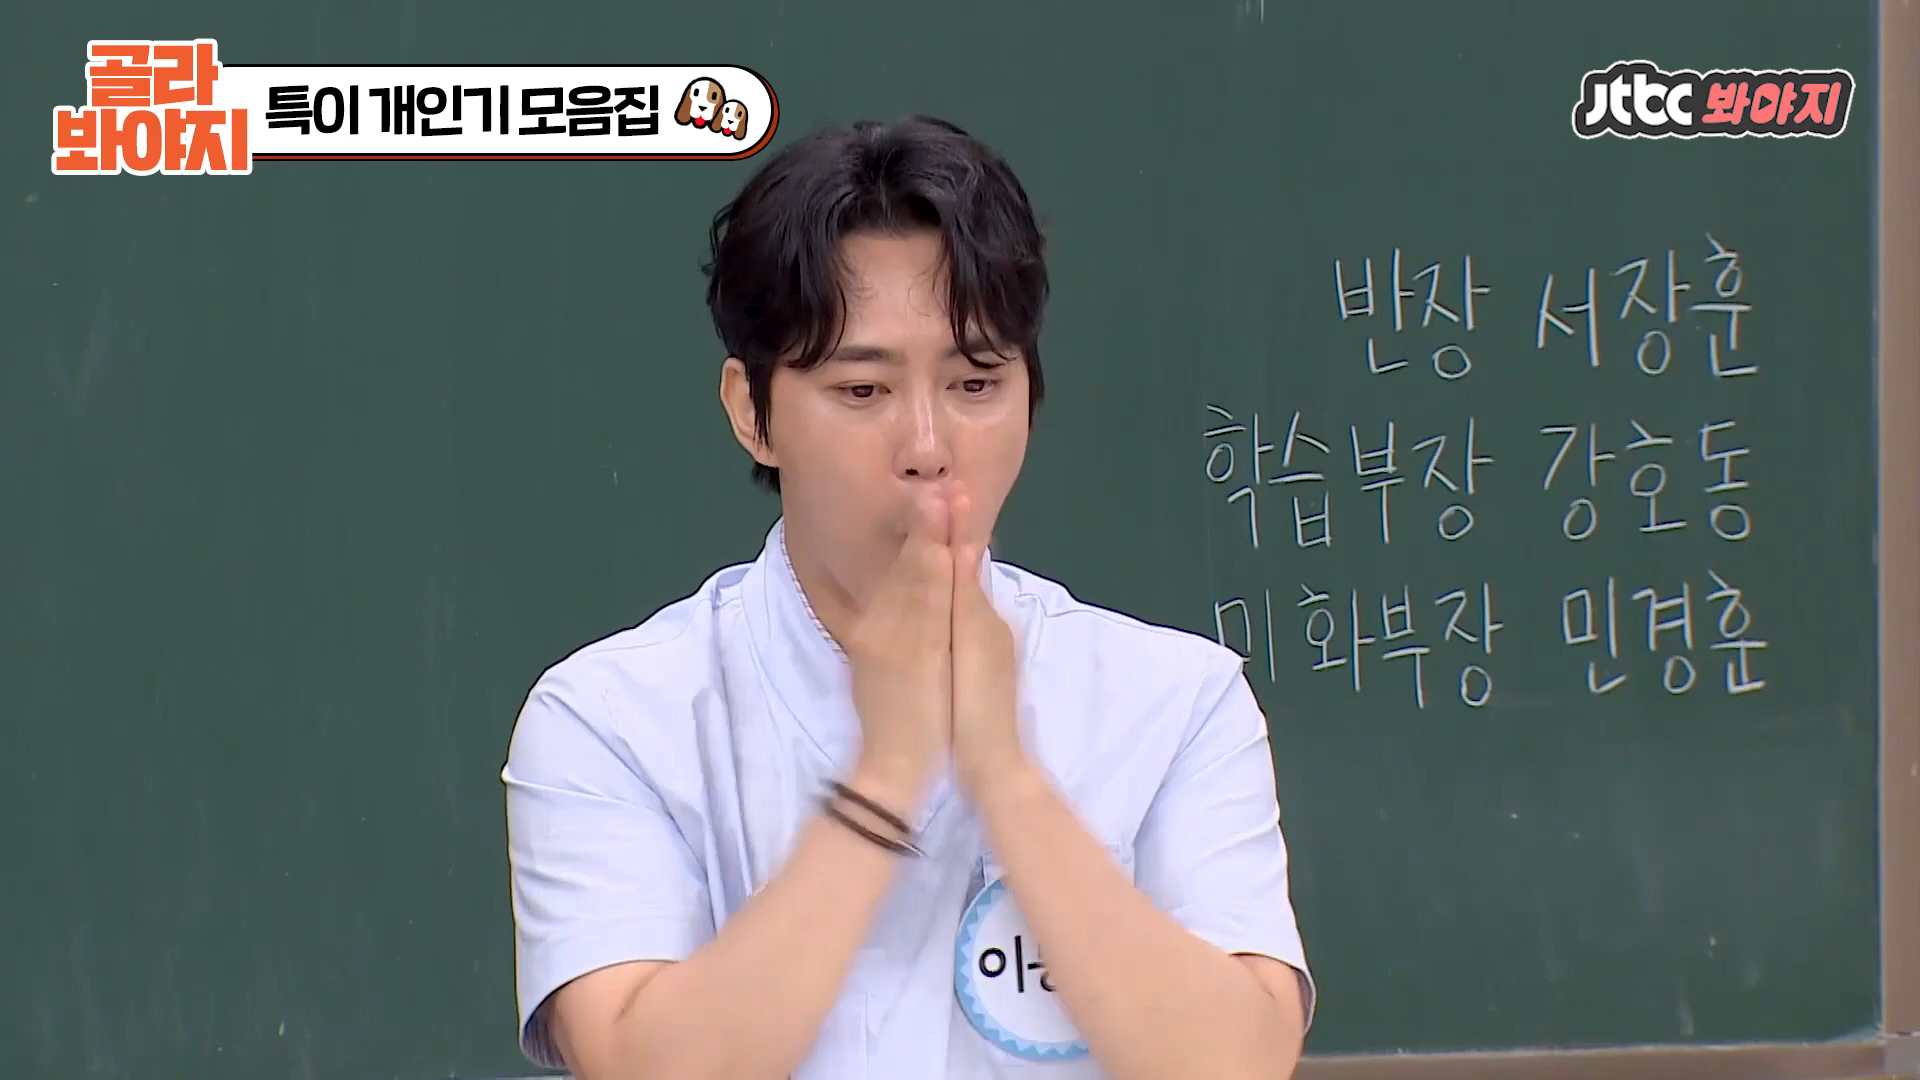 골라
봐야지
특이 개인기 모음집
jtbc 봐야지
반장 서장훈
학습부장 강호동
미화부장 민경훈